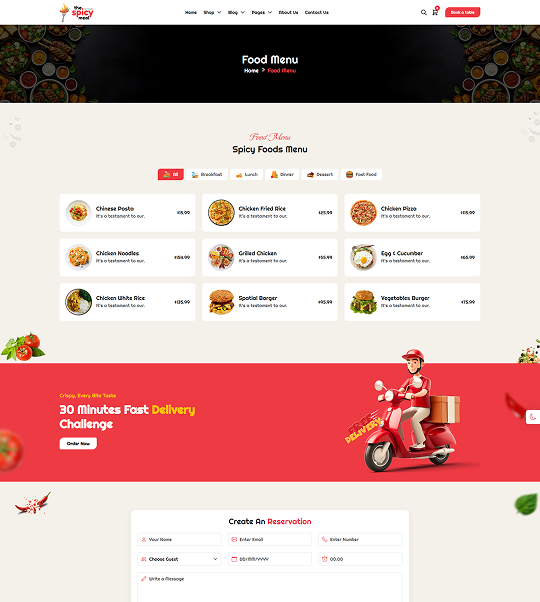 the
spicy
meal
Home Shop Blog Pages About Us Contact Us
Book a table
Food Menu
Home > Food Menu
Food Menu
Spicy Foods Menu
All Breakfast Lunch Dinner Dessert Fast Food
Chinese Pasta
It's a testament to our.
$15.99
Chicken Fried Rice
It's a testament to our.
$25.99
Chicken Pizza
It's a testament to our.
$115.99
Chicken Noodles
It's a testament to our.
$154.99
Grilled Chicken
It's a testament to our.
$55.99
Egg & Cucumber
It's a testament to our.
$65.99
Chicken White Rice
It's a testament to our.
$135.99
Spatial Barger
It's a testament to our.
$95.99
Vegetables Burger
It's a testament to our.
$75.99
Crispy, Every Bite Taste
30 Minutes Fast Delivery
Challenge
Order Now
FREE
DELIVERY
Create An Reservation
Your Name
Enter Email
Enter Number
Choose Guest
DD/MM/YYYY
00.00
Write a Message